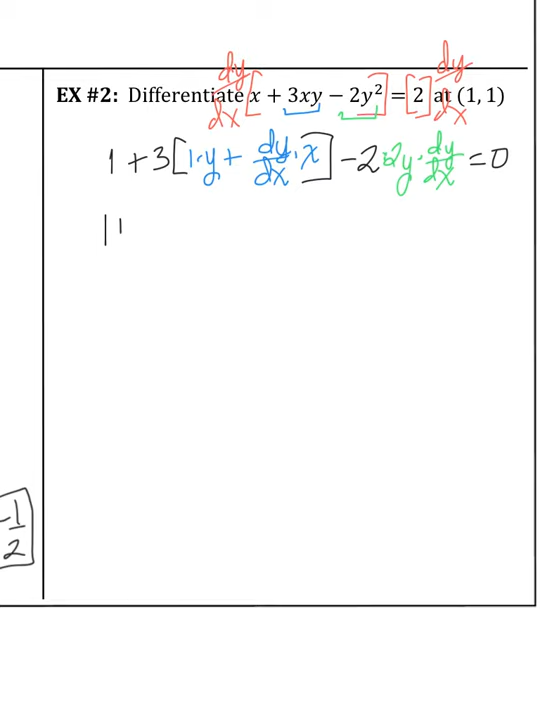 dy/dx [ ] dy/dx
EX #2: Differentiate x + 3xy − 2y² = 2 at (1, 1)
1 + 3[1·y + dy/dx · x] − 2·2y · dy/dx = 0
1
-1/2